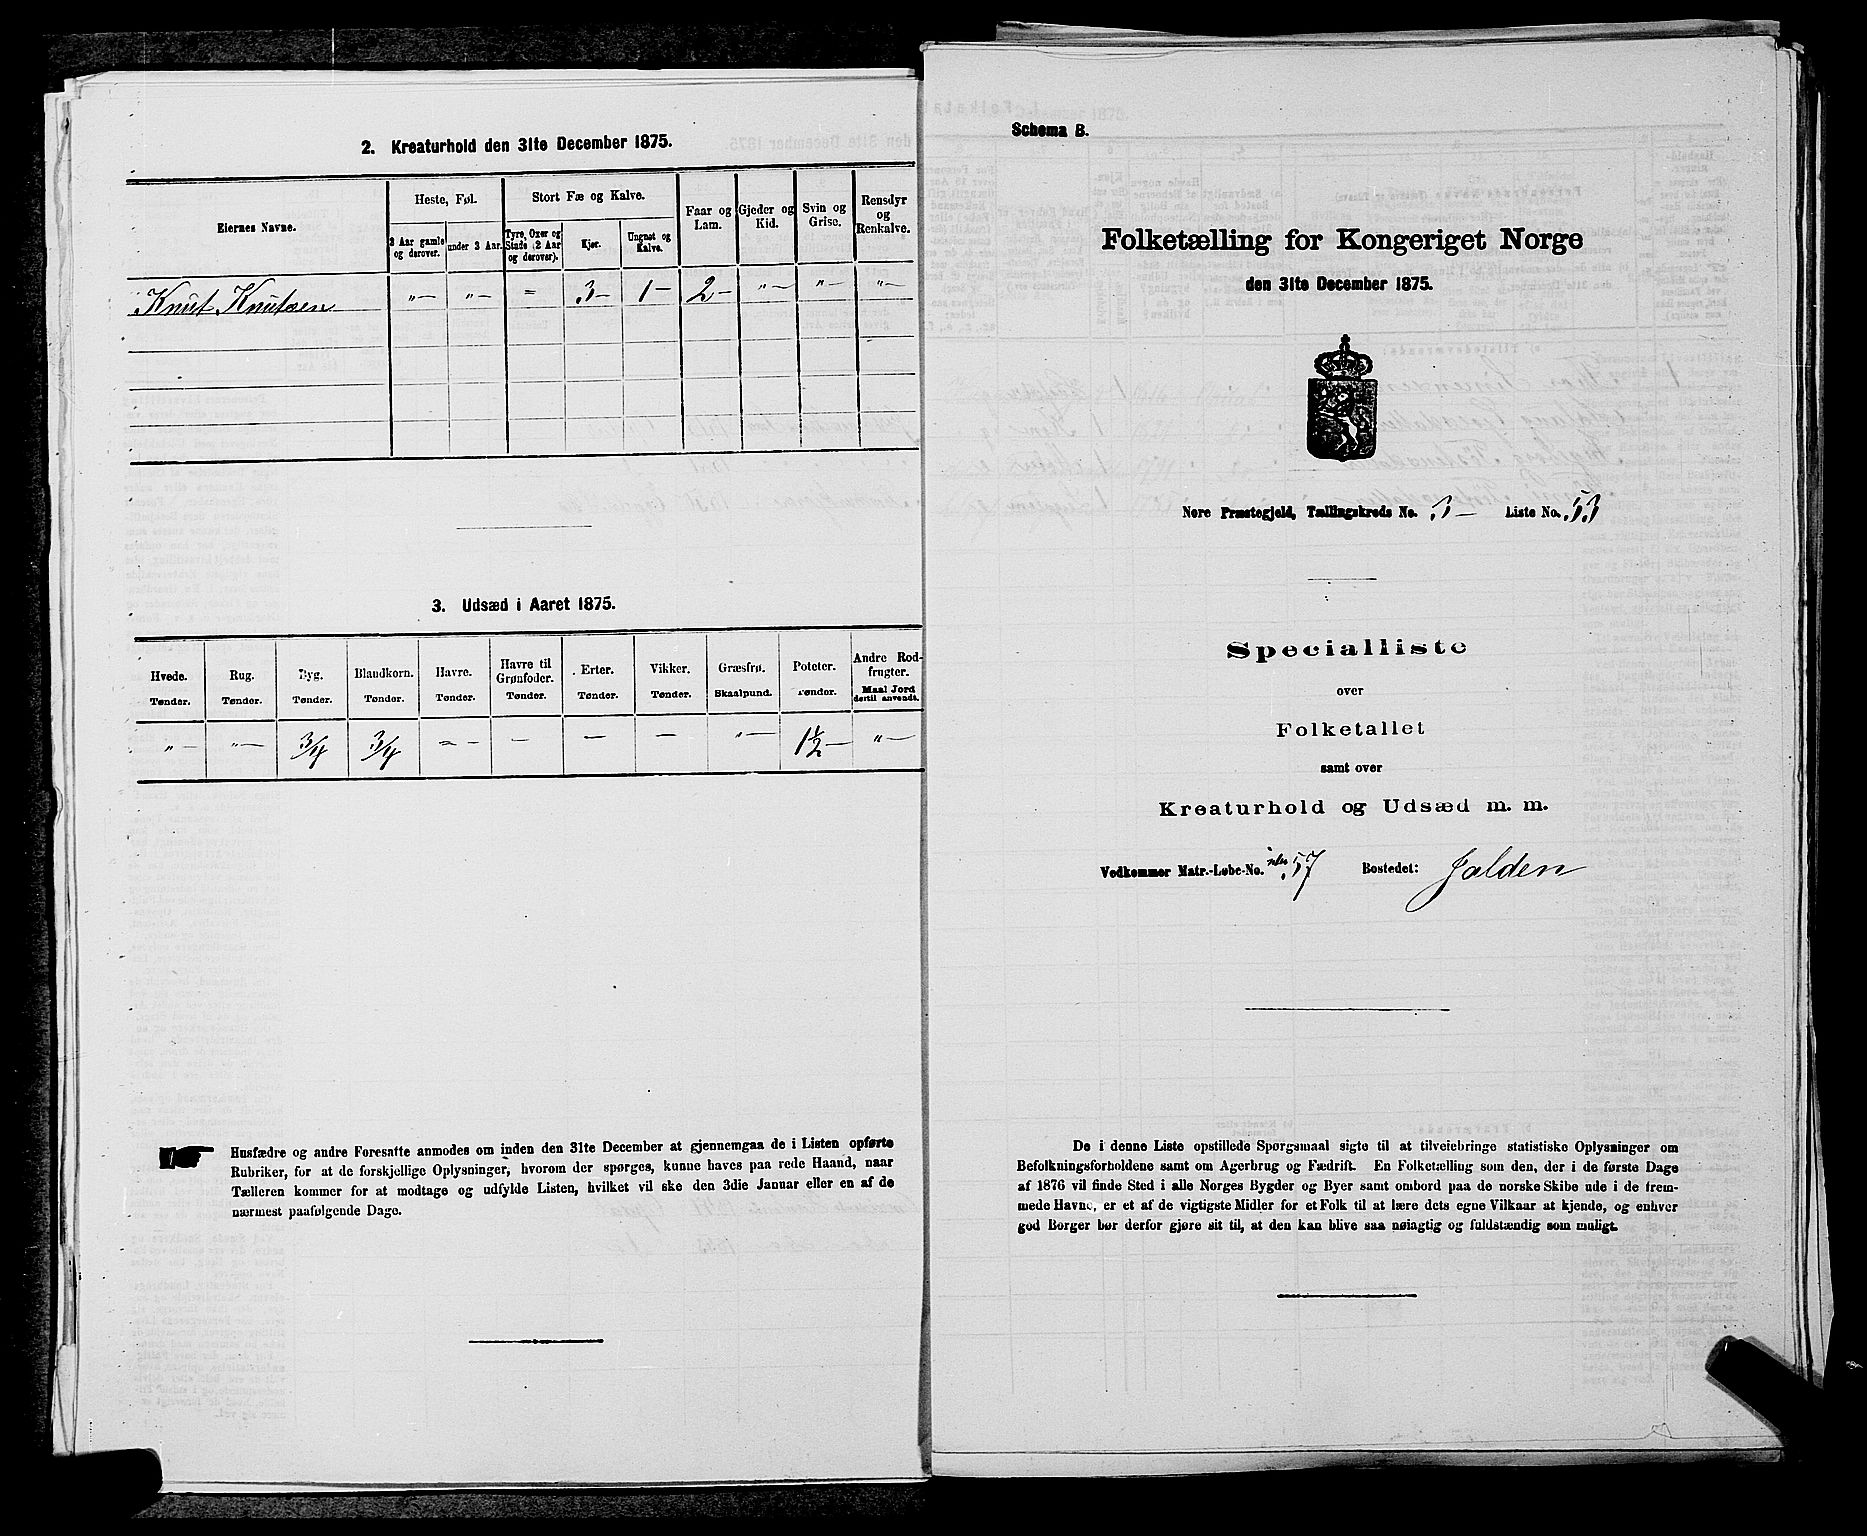 2. Kreaturhold den 31te December 1875.
Eiernes Navne.
Heste, Føl.
3 Aar gamle og derover.
under 3 Aar.
Stort Fæ og Kalve.
Tyre, Oxer og Stude (2 Aar og derover).
Kjør.
Ungnøt og Kalve.
Faar og Lam.
Gjeder og Kid.
Svin og Grise.
Rensdyr og Renkalve.
Knut Knutsen " — " — " 3 — 1 — 2 — " — " — " —
3. Udsæd i Aaret 1875.
Hvede. Tønder.
Rug. Tønder.
Byg. Tønder.
Blandkorn. Tønder.
Havre. Tønder.
Havre til Grønfoder. Tønder.
Erter. Tønder.
Vikker. Tønder.
Græsfrø. Skaalpund.
Poteter. Tønder.
Andre Rodfrugter. Maal Jord dertil anvendt.
" — " — 3/4 3/4 " — — — — " — 1 1/2 — " —
Husfædre og andre Foresatte anmodes om inden den 31te December at gjennemgaa de i Listen opførte
Rubriker, for at de forskjellige Oplysninger, hvorom der spørges, kunne haves paa rede Haand, naar
Tælleren kommer for at modtage og udfylde Listen, hvilket vil ske den 3die Januar eller en af de
nærmest paafølgende Dage.
Schema B.
Folketælling for Kongeriget Norge
den 31te December 1875.
Nore Præstegjeld, Tællingskreds No. 3 — Liste No. 53
Specialliste
over
Folketallet
samt over
Kreaturhold og Udsæd m. m.
Vedkommer Matr.-Løbe-No. 57 Bostedet: Jalden
De i denne Liste opstillede Spørgsmaal sigte til at tilveiebringe statistiske Oplysninger om
Befolkningsforholdene samt om Agerbrug og Fædrift. En Folketælling som den, der i de første Dage
af 1876 vil finde Sted i alle Norges Bygder og Byer samt ombord paa de norske Skibe ude i de frem-
mede Havne, er et af de vigtigste Midler for et Folk til at lære dets egne Vilkaar at kjende, og enhver
god Borger bør derfor gjøre sit til, at den kan blive saa nøiagtig og fuldstændig som muligt.